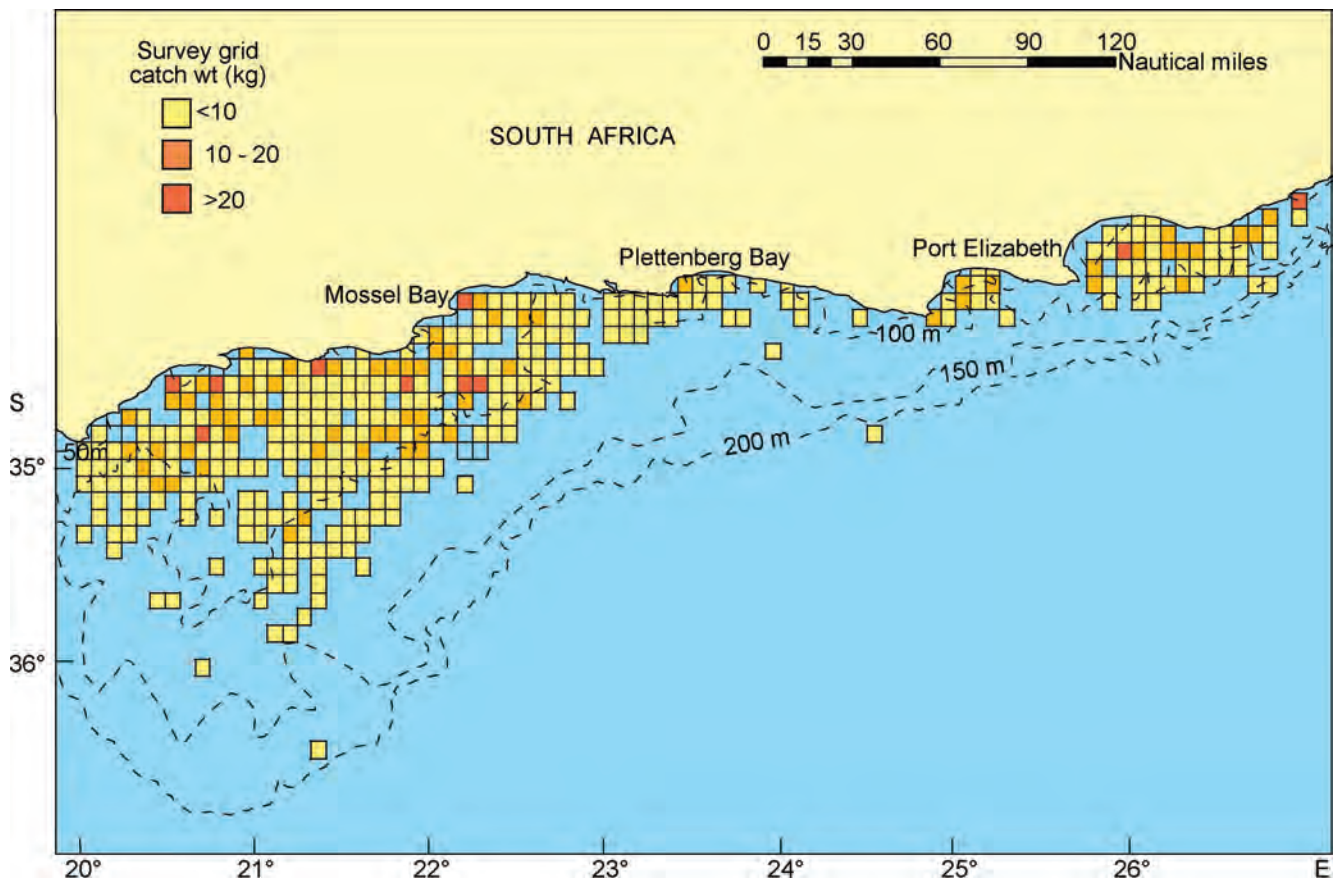 Survey grid
catch wt (kg)
<10
10 - 20
>20
0 15 30 60 90 120
Nautical miles
SOUTH AFRICA
Port Elizabeth
Plettenberg Bay
Mossel Bay
100 m
150 m
200 m
50m
S
35°
36°
20° 21° 22° 23° 24° 25° 26° E